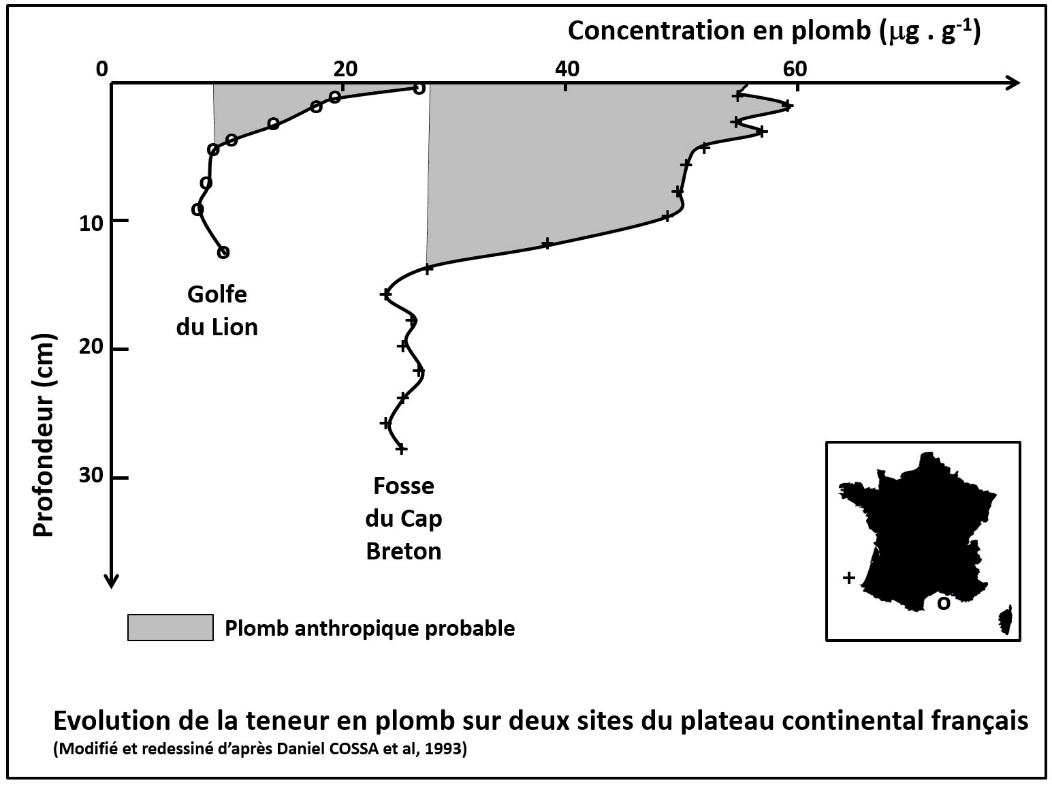 Concentration en plomb (μg . g-1)
0
20
40
60
10
20
30
Profondeur (cm)
Golfe
du Lion
Fosse
du Cap
Breton
Plomb anthropique probable
Evolution de la teneur en plomb sur deux sites du plateau continental français
(Modifié et redessiné d'après Daniel COSSA et al, 1993)